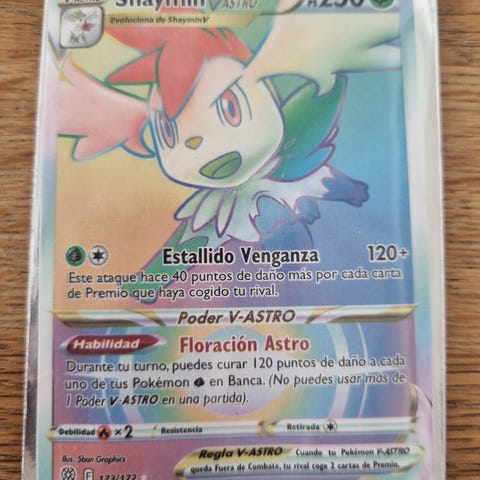 V-ASTRO Shaymin V ASTRO PS 250
Evoluciona de Shaymin V
Estallido Venganza 120+
Este ataque hace 40 puntos de daño más por cada carta
de Premio que haya cogido tu rival.
Poder V-ASTRO
Habilidad Floración Astro
Durante tu turno, puedes curar 120 puntos de daño a cada
uno de tus Pokémon en Banca. (No puedes usar más de
1 Poder V-ASTRO en una partida).
Debilidad ×2 Resistencia Retirada
Ilus. 5ban Graphics
Regla V-ASTRO Cuando tu Pokémon V-ASTRO
queda Fuera de Combate, tu rival coge 2 cartas de Premio.
F 173/172